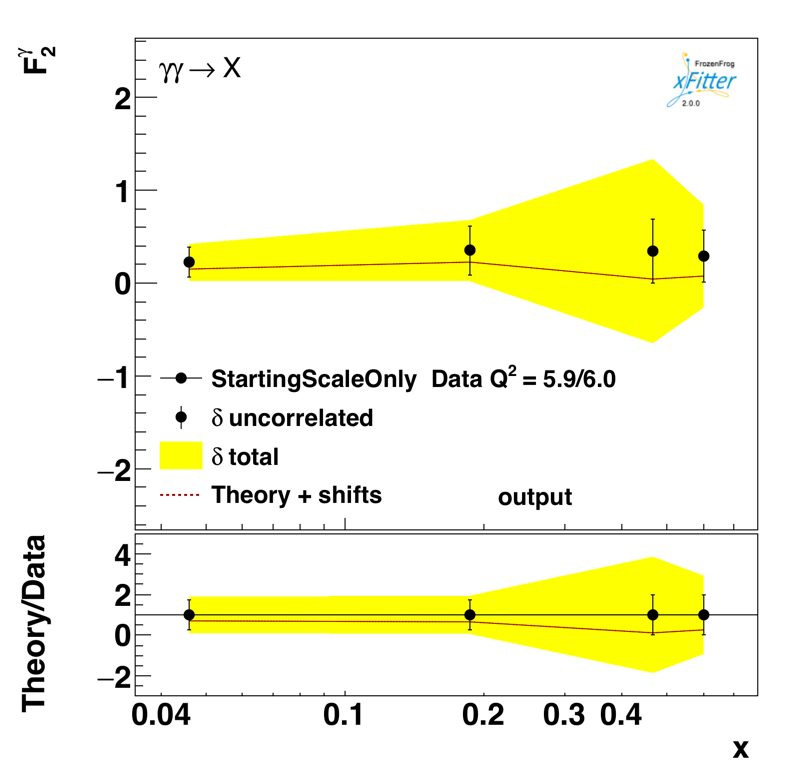 F₂^γ
γγ → X
FrozenFrog
xFitter
2.0.0
2
1
0
−1
−2
StartingScaleOnly Data Q² = 5.9/6.0
δ uncorrelated
δ total
Theory + shifts
output
Theory/Data
4
2
0
−2
0.04 0.1 0.2 0.3 0.4
x